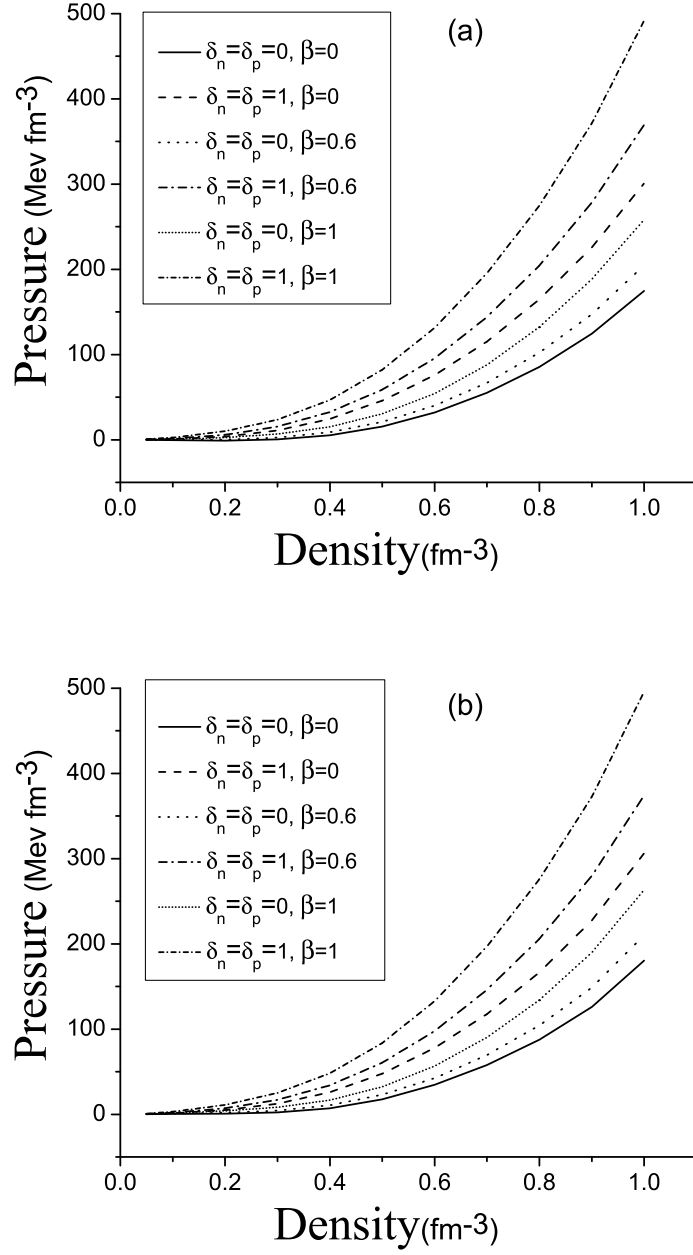 (a)
δn=δp=0, β=0
δn=δp=1, β=0
δn=δp=0, β=0.6
δn=δp=1, β=0.6
δn=δp=0, β=1
δn=δp=1, β=1
500
400
300
200
100
0
Pressure (Mev fm-3)
0.0 0.2 0.4 0.6 0.8 1.0
Density(fm-3)
(b)
δn=δp=0, β=0
δn=δp=1, β=0
δn=δp=0, β=0.6
δn=δp=1, β=0.6
δn=δp=0, β=1
δn=δp=1, β=1
500
400
300
200
100
0
Pressure (Mev fm-3)
0.0 0.2 0.4 0.6 0.8 1.0
Density(fm-3)